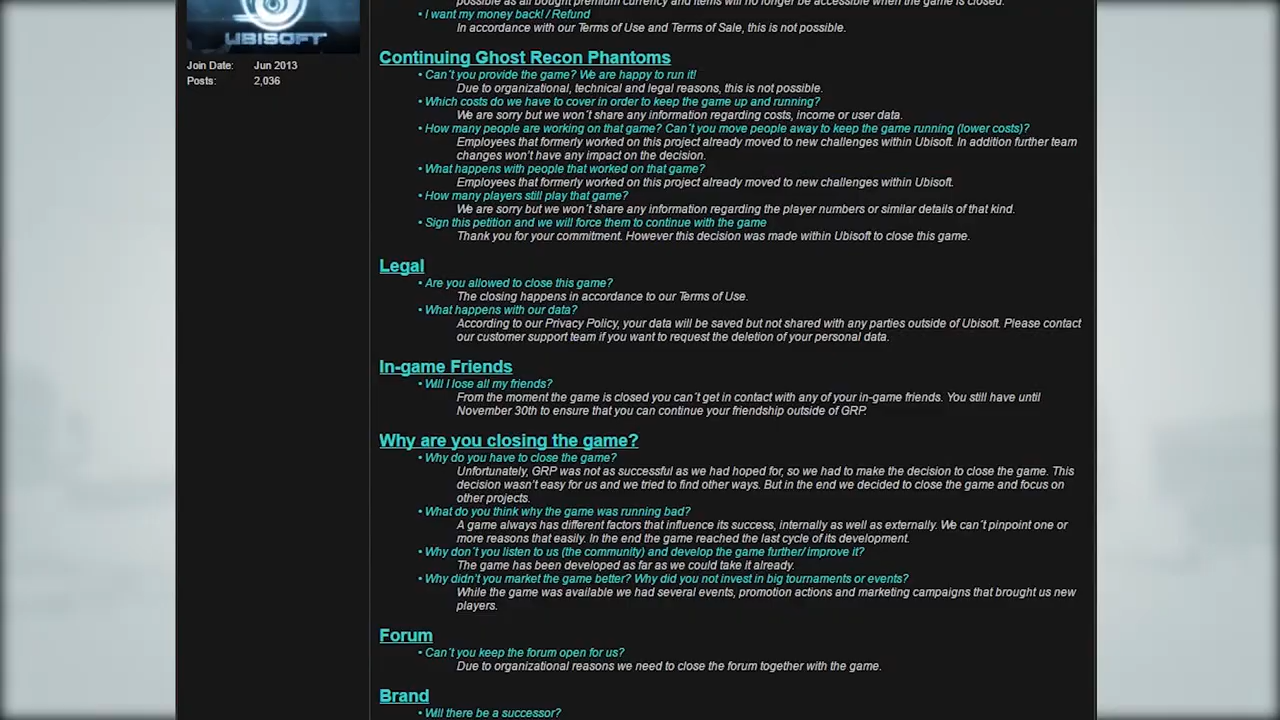 possible as all bought premium currency and items will no longer be accessible when the game is closed.
• I want my money back! / Refund
In accordance with our Terms of Use and Terms of Sale, this is not possible.
UBISOFT
Join Date: Jun 2013
Posts: 2,036
Continuing Ghost Recon Phantoms
• Can´t you provide the game? We are happy to run it!
Due to organizational, technical and legal reasons, this is not possible.
• Which costs do we have to cover in order to keep the game up and running?
We are sorry but we won´t share any information regarding costs, income or user data.
• How many people are working on that game? Can´t you move people away to keep the game running (lower costs)?
Employees that formerly worked on this project already moved to new challenges within Ubisoft. In addition further team
changes won't have any impact on the decision.
• What happens with people that worked on that game?
Employees that formerly worked on this project already moved to new challenges within Ubisoft.
• How many players still play that game?
We are sorry but we won´t share any information regarding the player numbers or similar details of that kind.
• Sign this petition and we will force them to continue with the game
Thank you for your commitment. However this decision was made within Ubisoft to close this game.
Legal
• Are you allowed to close this game?
The closing happens in accordance to our Terms of Use.
• What happens with our data?
According to our Privacy Policy, your data will be saved but not shared with any parties outside of Ubisoft. Please contact
our customer support team if you want to request the deletion of your personal data.
In-game Friends
• Will I lose all my friends?
From the moment the game is closed you can´t get in contact with any of your in-game friends. You still have until
November 30th to ensure that you can continue your friendship outside of GRP.
Why are you closing the game?
• Why do you have to close the game?
Unfortunately, GRP was not as successful as we had hoped for, so we had to make the decision to close the game. This
decision wasn't easy for us and we tried to find other ways. But in the end we decided to close the game and focus on
other projects.
• What do you think why the game was running bad?
A game always has different factors that influence its success, internally as well as externally. We can´t pinpoint one or
more reasons that easily. In the end the game reached the last cycle of its development.
• Why don´t you listen to us (the community) and develop the game further/ improve it?
The game has been developed as far as we could take it already.
• Why didn't you market the game better? Why did you not invest in big tournaments or events?
While the game was available we had several events, promotion actions and marketing campaigns that brought us new
players.
Forum
• Can´t you keep the forum open for us?
Due to organizational reasons we need to close the forum together with the game.
Brand
• Will there be a successor?